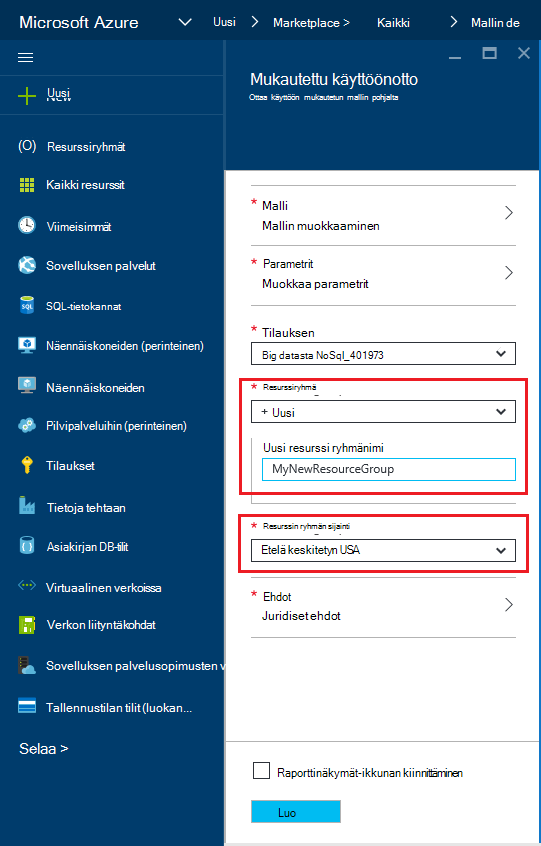 Microsoft Azure Uusi > Marketplace > Kaikki > Mallin de
Uusi
New
Resurssiryhmät
Kaikki resurssit
Viimeisimmät
Sovelluksen palvelut
SQL-tietokannat
Näennäiskoneiden (perinteinen)
Näennäiskoneiden
Pilvipalveluihin (perinteinen)
Tilaukset
Tietoja tehtaan
Asiakirjan DB-tilit
Virtuaalinen verkoissa
Verkon liityntäkohdat
Sovelluksen palvelusopimusten v
Tallennustilan tilit (luokan...
Selaa >
Mukautettu käyttöönotto
Ottaa käyttöön mukautetun mallin pohjalta
* Malli
Mallin muokkaaminen
* Parametrit
Muokkaa parametrit
* Tilauksen
Big datasta NoSql_401973
* Resurssiryhmä
+ Uusi
Uusi resurssi ryhmänimi
MyNewResourceGroup
* Resurssin ryhmän sijainti
Etelä keskitetyn USA
* Ehdot
Juridiset ehdot
Raporttinäkymät-ikkunan kiinnittäminen
Luo